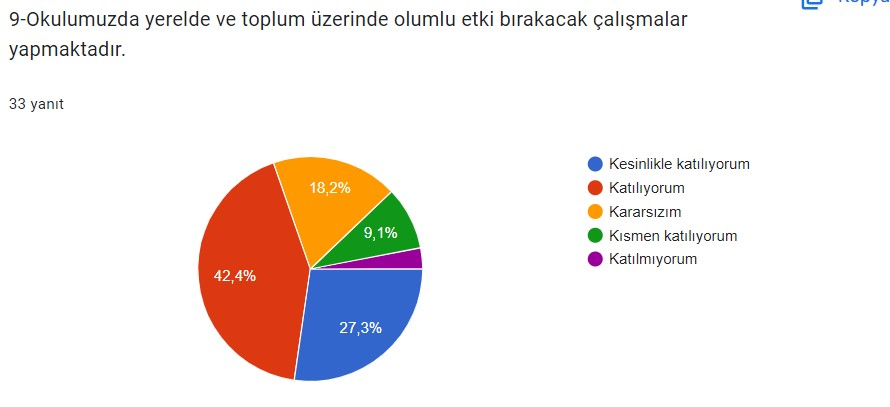 9-Okulumuzda yerelde ve toplum üzerinde olumlu etki bırakacak çalışmalar
yapmaktadır.
33 yanıt
18,2%
9,1%
42,4%
27,3%
Kesinlikle katılıyorum
Katılıyorum
Kararsızım
Kısmen katılıyorum
Katılmıyorum